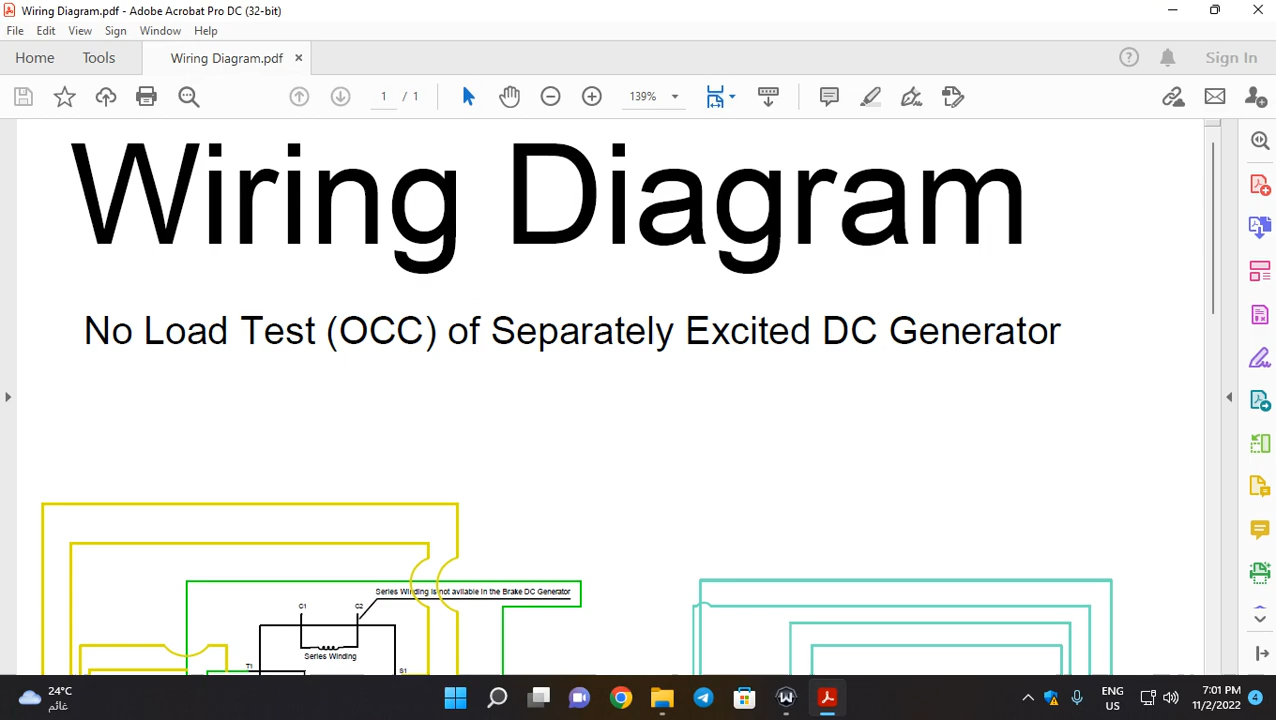 Wiring Diagram.pdf - Adobe Acrobat Pro DC (32-bit)
File Edit View Sign Window Help
Home Tools Wiring Diagram.pdf × Sign In
1 / 1 139%
Wiring Diagram
No Load Test (OCC) of Separately Excited DC Generator
Series Winding is not avilable in the Brake DC Generator
C1 C2
Series Winding
T1 S1
24°C ENG 7:01 PM
غائم US 11/2/2022 4